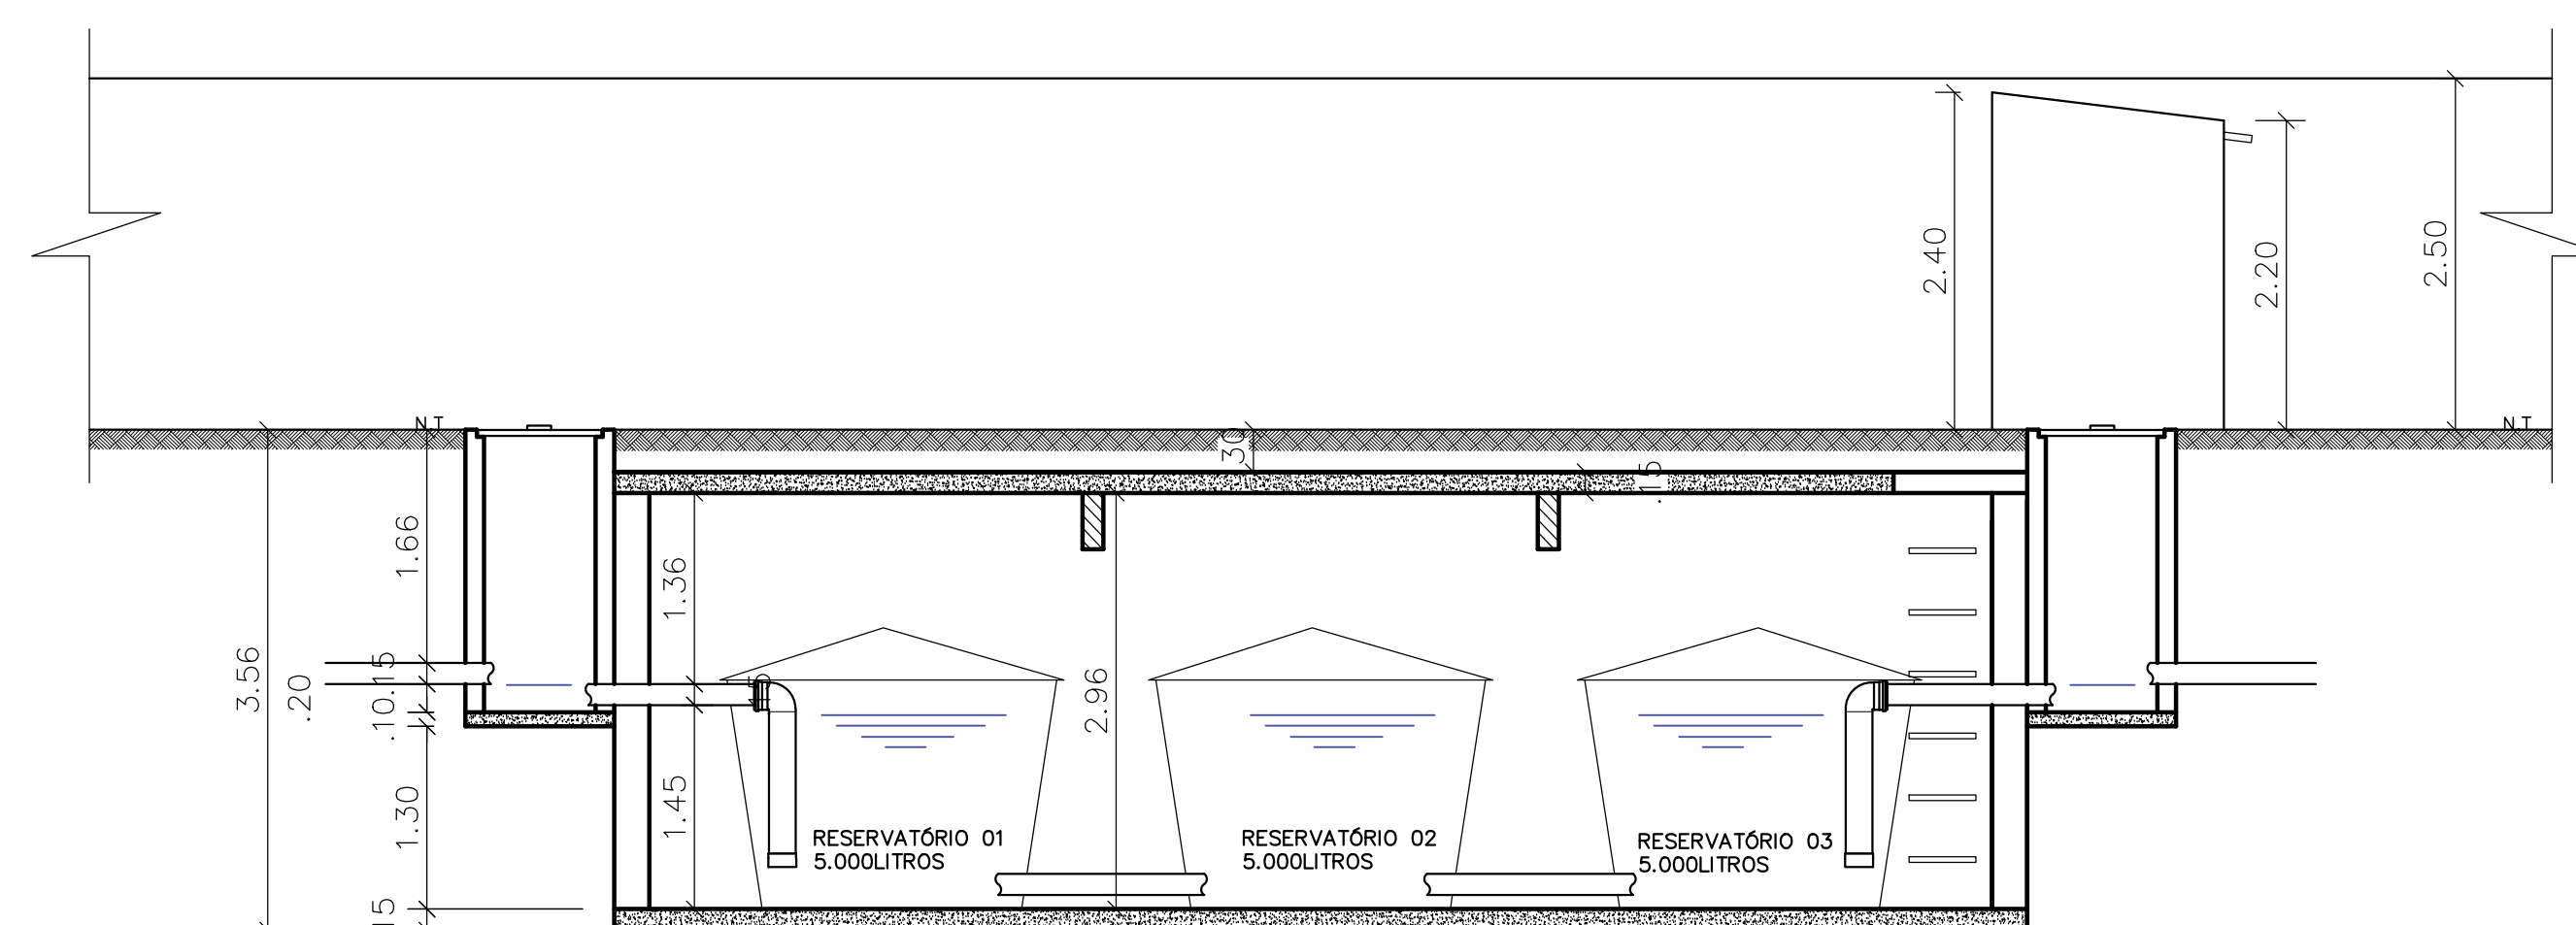 2.40
2.20
2.50
N.T
N.T
.30
.15
1.66
1.36
3.56
.20
.10
.15
2.96
1.30
1.45
RESERVATÓRIO 01
5.000LITROS
RESERVATÓRIO 02
5.000LITROS
RESERVATÓRIO 03
5.000LITROS